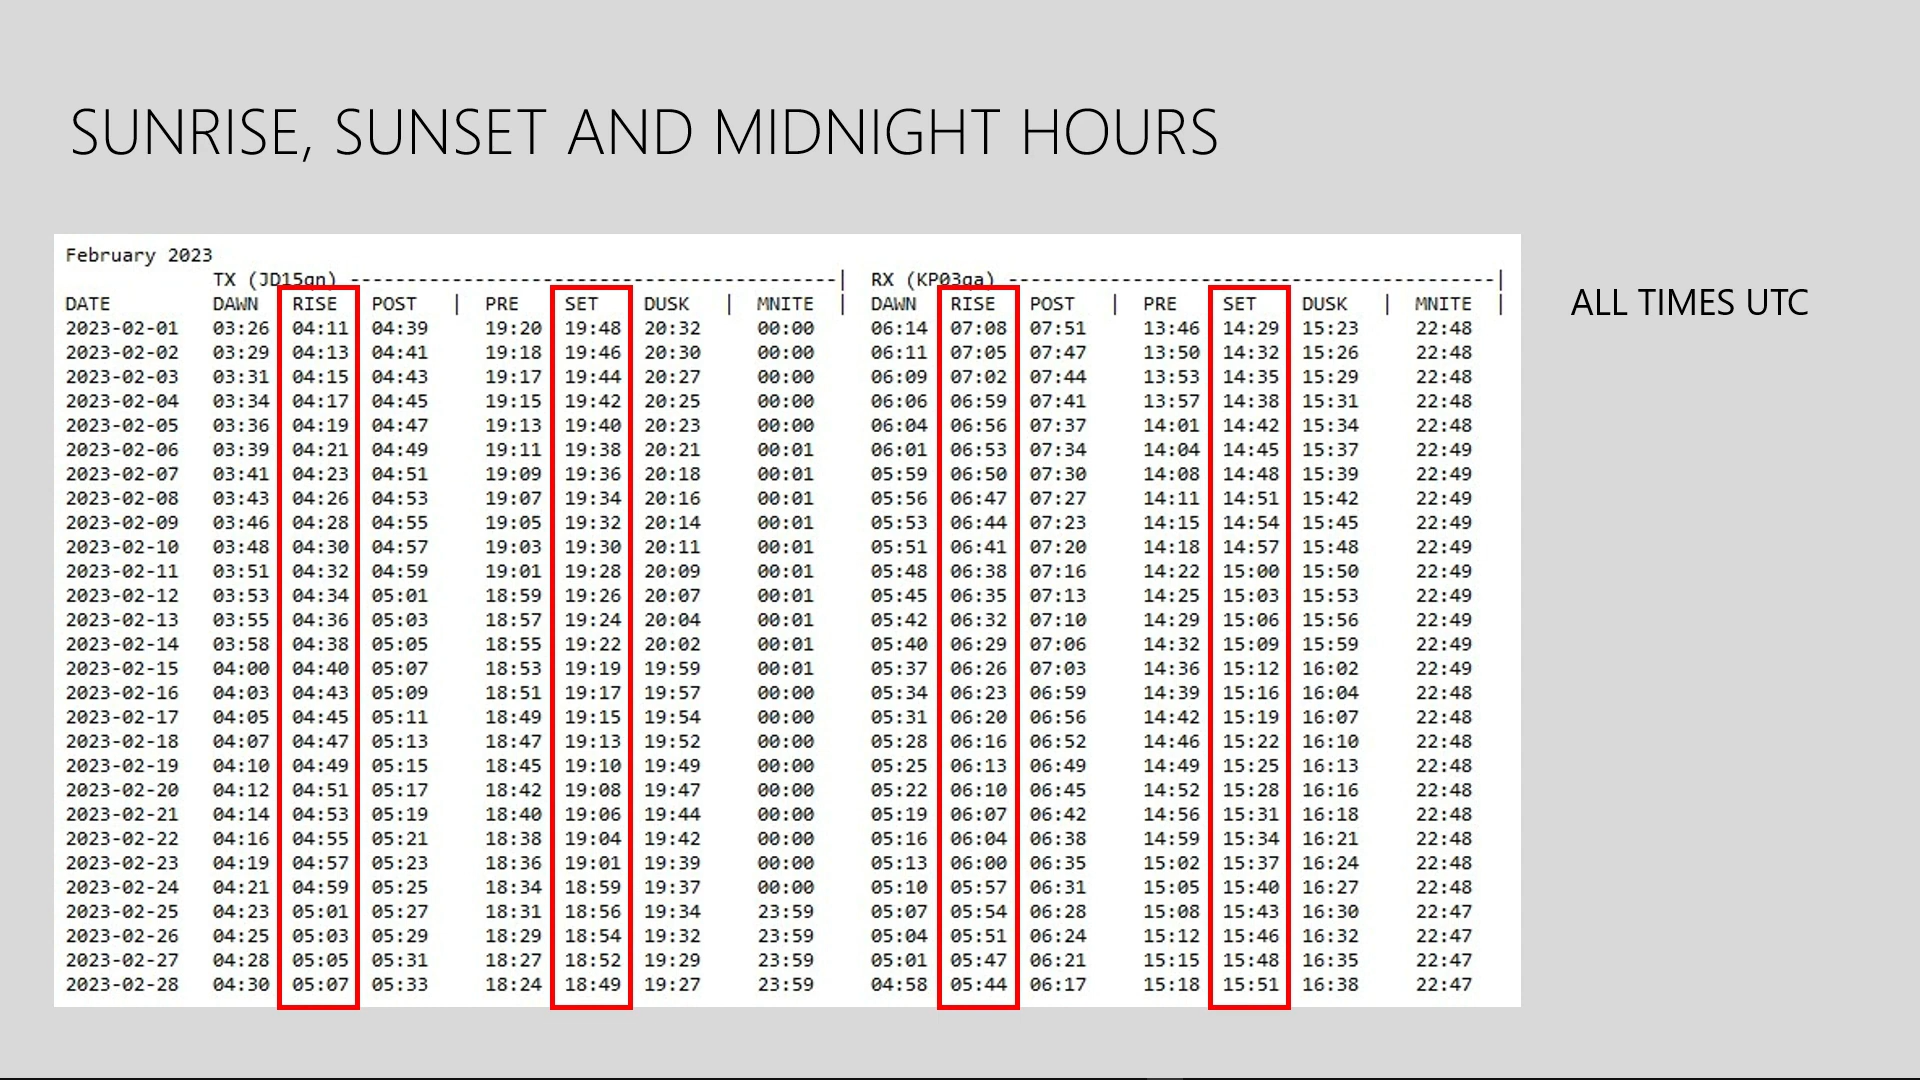 SUNRISE, SUNSET AND MIDNIGHT HOURS
February 2023
TX (JD15qn) -----------------------------------------| RX (KP03qa) -----------------------------------------|
DATE DAWN RISE POST | PRE SET DUSK | MNITE | DAWN RISE POST | PRE SET DUSK | MNITE |
ALL TIMES UTC
2023-02-01 03:26 04:11 04:39 19:20 19:48 20:32 00:00 06:14 07:08 07:51 13:46 14:29 15:23 22:48
2023-02-02 03:29 04:13 04:41 19:18 19:46 20:30 00:00 06:11 07:05 07:47 13:50 14:32 15:26 22:48
2023-02-03 03:31 04:15 04:43 19:17 19:44 20:27 00:00 06:09 07:02 07:44 13:53 14:35 15:29 22:48
2023-02-04 03:34 04:17 04:45 19:15 19:42 20:25 00:00 06:06 06:59 07:41 13:57 14:38 15:31 22:48
2023-02-05 03:36 04:19 04:47 19:13 19:40 20:23 00:00 06:04 06:56 07:37 14:01 14:42 15:34 22:48
2023-02-06 03:39 04:21 04:49 19:11 19:38 20:21 00:01 06:01 06:53 07:34 14:04 14:45 15:37 22:49
2023-02-07 03:41 04:23 04:51 19:09 19:36 20:18 00:01 05:59 06:50 07:30 14:08 14:48 15:39 22:49
2023-02-08 03:43 04:26 04:53 19:07 19:34 20:16 00:01 05:56 06:47 07:27 14:11 14:51 15:42 22:49
2023-02-09 03:46 04:28 04:55 19:05 19:32 20:14 00:01 05:53 06:44 07:23 14:15 14:54 15:45 22:49
2023-02-10 03:48 04:30 04:57 19:03 19:30 20:11 00:01 05:51 06:41 07:20 14:18 14:57 15:48 22:49
2023-02-11 03:51 04:32 04:59 19:01 19:28 20:09 00:01 05:48 06:38 07:16 14:22 15:00 15:50 22:49
2023-02-12 03:53 04:34 05:01 18:59 19:26 20:07 00:01 05:45 06:35 07:13 14:25 15:03 15:53 22:49
2023-02-13 03:55 04:36 05:03 18:57 19:24 20:04 00:01 05:42 06:32 07:10 14:29 15:06 15:56 22:49
2023-02-14 03:58 04:38 05:05 18:55 19:22 20:02 00:01 05:40 06:29 07:06 14:32 15:09 15:59 22:49
2023-02-15 04:00 04:40 05:07 18:53 19:19 19:59 00:01 05:37 06:26 07:03 14:36 15:12 16:02 22:49
2023-02-16 04:03 04:43 05:09 18:51 19:17 19:57 00:00 05:34 06:23 06:59 14:39 15:16 16:04 22:48
2023-02-17 04:05 04:45 05:11 18:49 19:15 19:54 00:00 05:31 06:20 06:56 14:42 15:19 16:07 22:48
2023-02-18 04:07 04:47 05:13 18:47 19:13 19:52 00:00 05:28 06:16 06:52 14:46 15:22 16:10 22:48
2023-02-19 04:10 04:49 05:15 18:45 19:10 19:49 00:00 05:25 06:13 06:49 14:49 15:25 16:13 22:48
2023-02-20 04:12 04:51 05:17 18:42 19:08 19:47 00:00 05:22 06:10 06:45 14:52 15:28 16:16 22:48
2023-02-21 04:14 04:53 05:19 18:40 19:06 19:44 00:00 05:19 06:07 06:42 14:56 15:31 16:18 22:48
2023-02-22 04:16 04:55 05:21 18:38 19:04 19:42 00:00 05:16 06:04 06:38 14:59 15:34 16:21 22:48
2023-02-23 04:19 04:57 05:23 18:36 19:01 19:39 00:00 05:13 06:00 06:35 15:02 15:37 16:24 22:48
2023-02-24 04:21 04:59 05:25 18:34 18:59 19:37 00:00 05:10 05:57 06:31 15:05 15:40 16:27 22:48
2023-02-25 04:23 05:01 05:27 18:31 18:56 19:34 23:59 05:07 05:54 06:28 15:08 15:43 16:30 22:47
2023-02-26 04:25 05:03 05:29 18:29 18:54 19:32 23:59 05:04 05:51 06:24 15:12 15:46 16:32 22:47
2023-02-27 04:28 05:05 05:31 18:27 18:52 19:29 23:59 05:01 05:47 06:21 15:15 15:48 16:35 22:47
2023-02-28 04:30 05:07 05:33 18:24 18:49 19:27 23:59 04:58 05:44 06:17 15:18 15:51 16:38 22:47